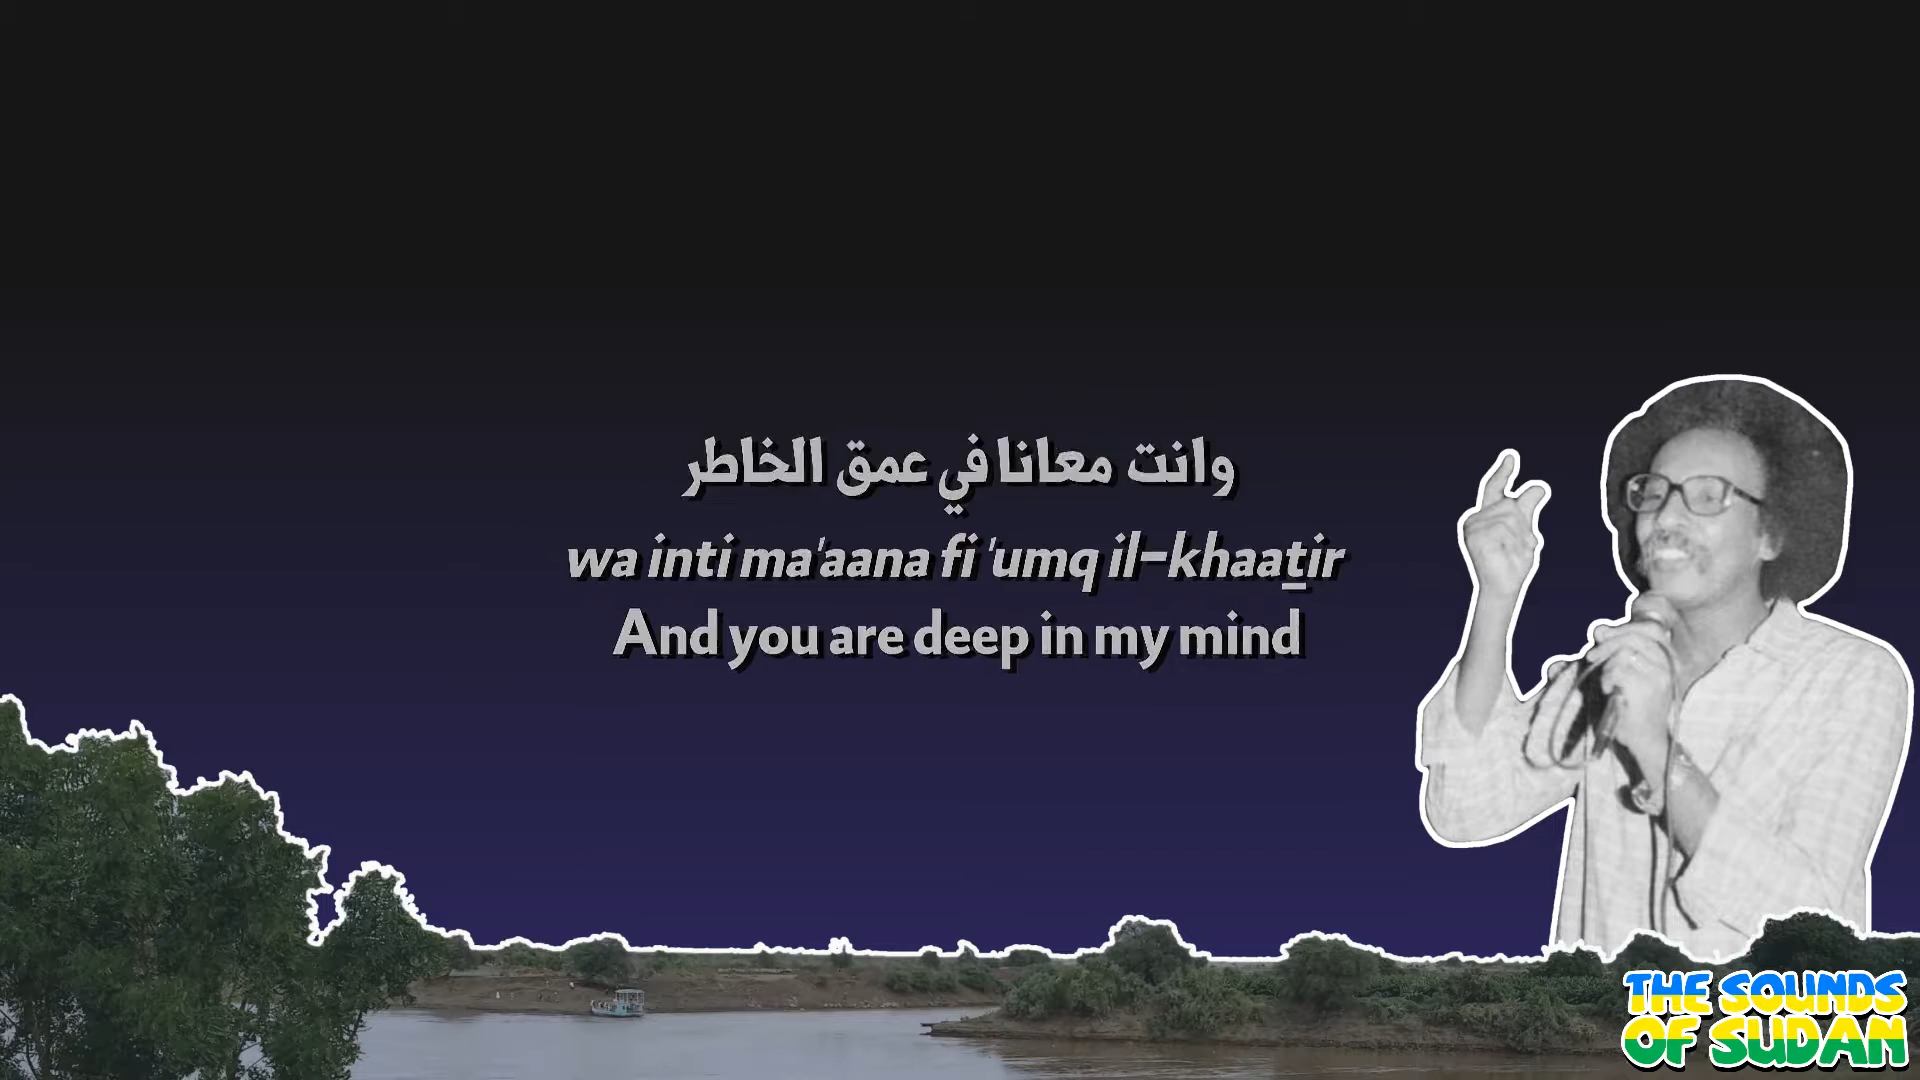 وانت معانا في عمق الخاطر
wa inti ma'aana fi 'umq il-khaaṯir
And you are deep in my mind
THE SOUNDS
OF SUDAN